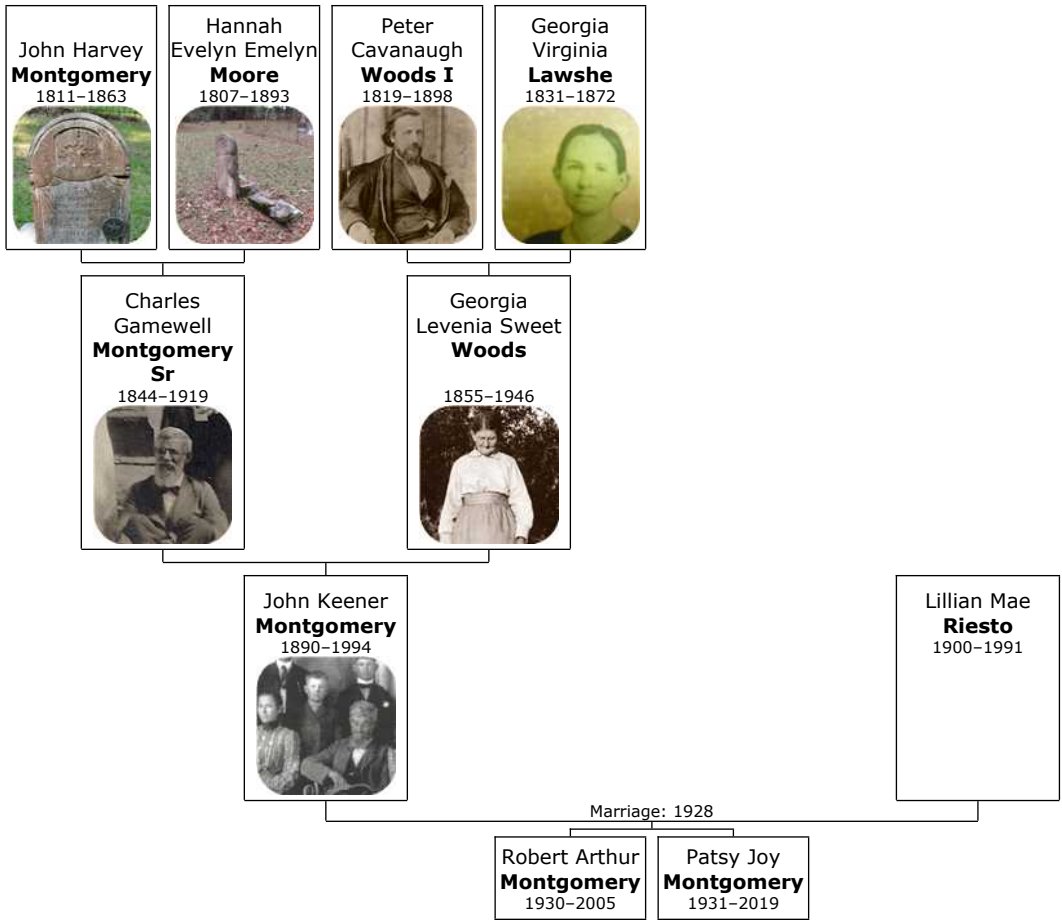 John Harvey
Montgomery
1811–1863
Hannah
Evelyn Emelyn
Moore
1807–1893
Peter
Cavanaugh
Woods I
1819–1898
Georgia
Virginia
Lawshe
1831–1872
Charles
Gamewell
Montgomery
Sr
1844–1919
Georgia
Levenia Sweet
Woods
1855–1946
John Keener
Montgomery
1890–1994
Lillian Mae
Riesto
1900–1991
Marriage: 1928
Robert Arthur
Montgomery
1930–2005
Patsy Joy
Montgomery
1931–2019